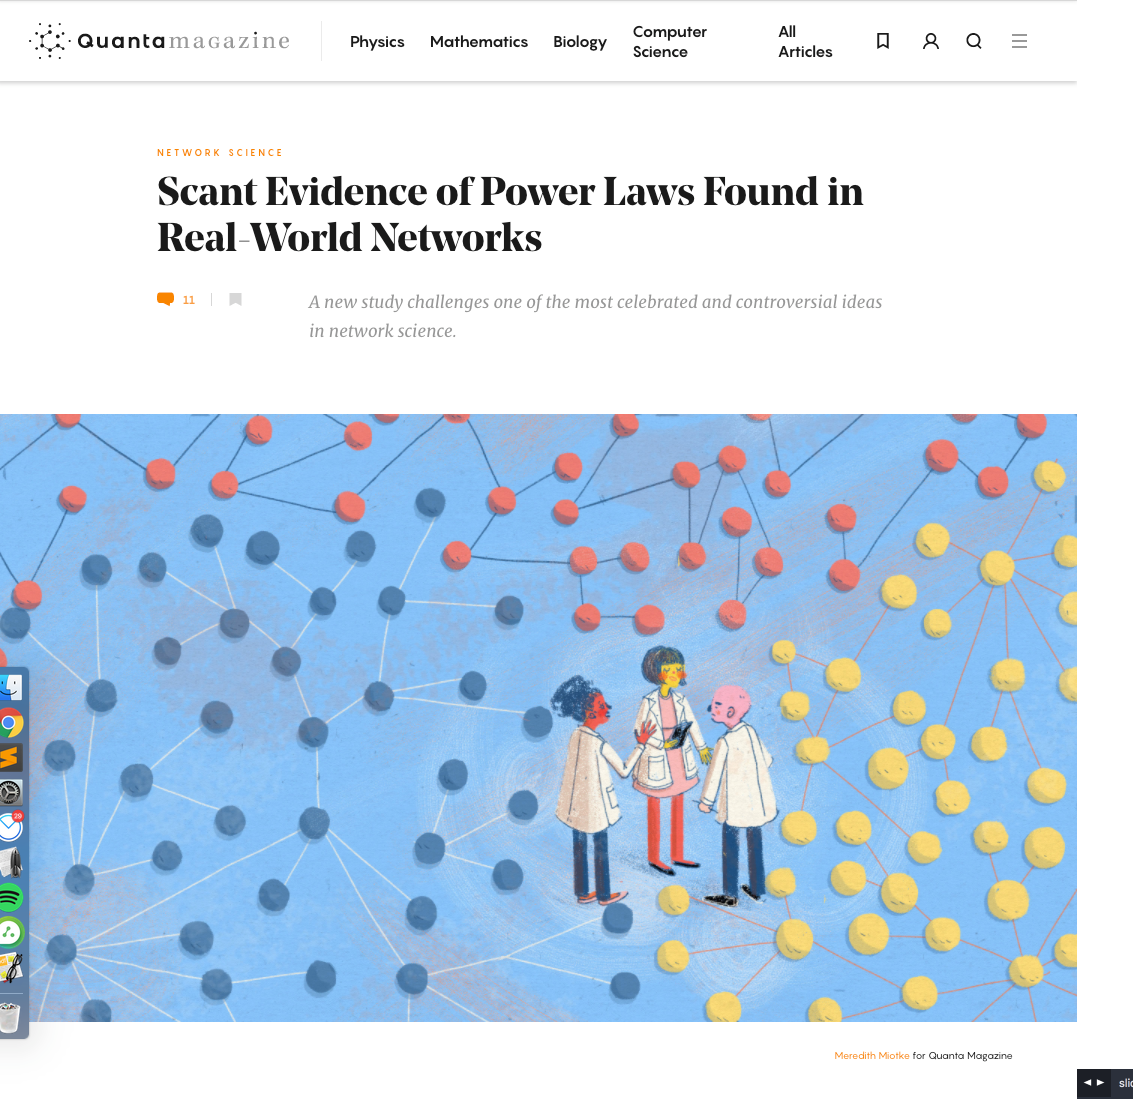 Quantamagazine
Physics
Mathematics
Biology
Computer
Science
All
Articles
NETWORK SCIENCE
Scant Evidence of Power Laws Found in
Real-World Networks
11
A new study challenges one of the most celebrated and controversial ideas
in network science.
29
Meredith Miotke for Quanta Magazine